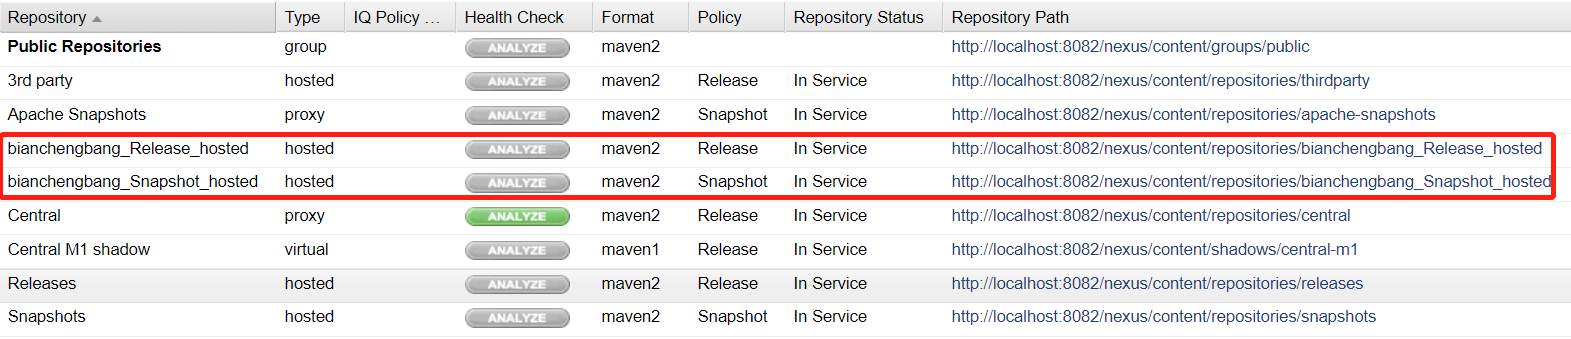 Repository Type IQ Policy ... Health Check Format Policy Repository Status Repository Path
Public Repositories group ANALYZE maven2 http://localhost:8082/nexus/content/groups/public
3rd party hosted ANALYZE maven2 Release In Service http://localhost:8082/nexus/content/repositories/thirdparty
Apache Snapshots proxy ANALYZE maven2 Snapshot In Service http://localhost:8082/nexus/content/repositories/apache-snapshots
bianchengbang_Release_hosted hosted ANALYZE maven2 Release In Service http://localhost:8082/nexus/content/repositories/bianchengbang_Release_hosted
bianchengbang_Snapshot_hosted hosted ANALYZE maven2 Snapshot In Service http://localhost:8082/nexus/content/repositories/bianchengbang_Snapshot_hosted
Central proxy ANALYZE maven2 Release In Service http://localhost:8082/nexus/content/repositories/central
Central M1 shadow virtual ANALYZE maven1 Release In Service http://localhost:8082/nexus/content/shadows/central-m1
Releases hosted ANALYZE maven2 Release In Service http://localhost:8082/nexus/content/repositories/releases
Snapshots hosted ANALYZE maven2 Snapshot In Service http://localhost:8082/nexus/content/repositories/snapshots